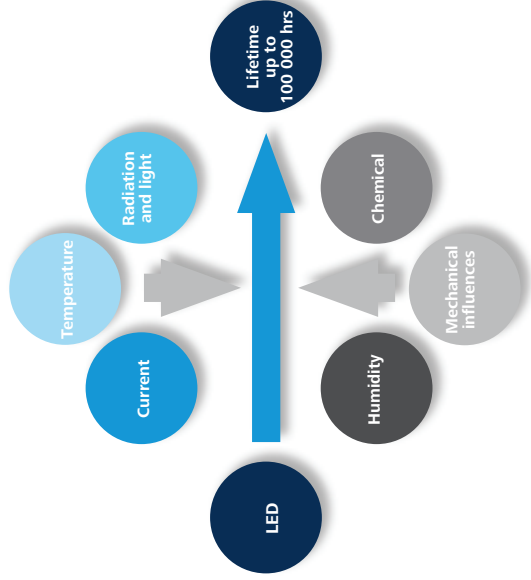 LED
Current
Temperature
Radiation
and light
Humidity
Mechanical
influences
Chemical
Lifetime
up to
100 000 hrs